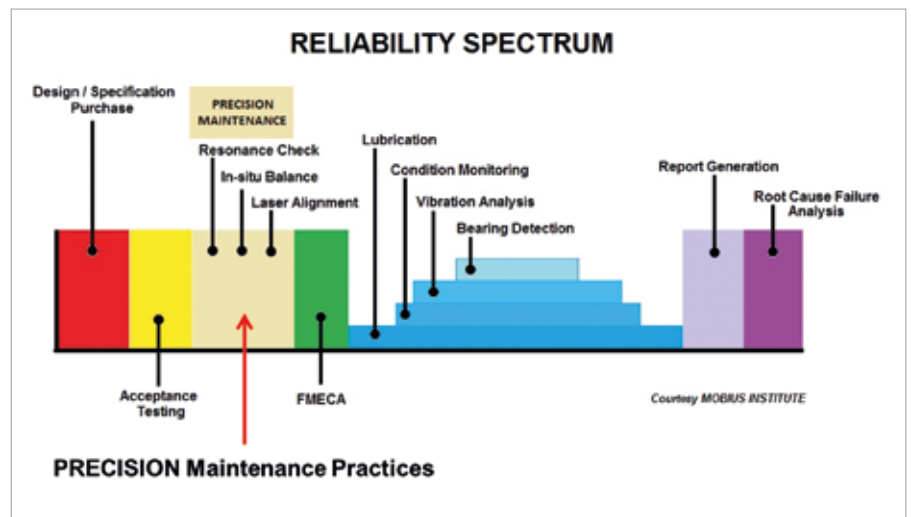 RELIABILITY SPECTRUM
Design / Specification
Purchase
PRECISION
MAINTENANCE
Resonance Check
In-situ Balance
Laser Alignment
Lubrication
Condition Monitoring
Vibration Analysis
Bearing Detection
Report Generation
Root Cause Failure
Analysis
Acceptance
Testing
FMECA
Courtesy MOBIUS INSTITUTE
PRECISION Maintenance Practices